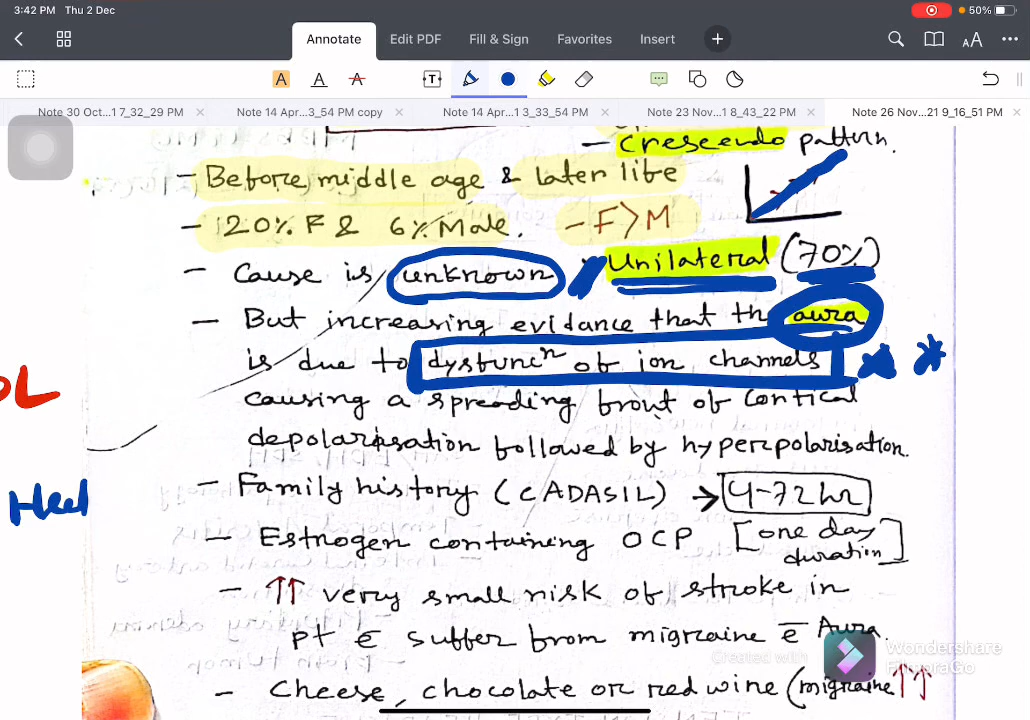 3:42 PM Thu 2 Dec
50%
Annotate Edit PDF Fill & Sign Favorites Insert
Note 30 Oct...1 7_32_29 PM
Note 14 Apr...3_54 PM copy
Note 14 Apr...1 3_33_54 PM
Note 23 Nov...1 8_43_22 PM
Note 26 Nov...21 9_16_51 PM
- Crescendo pattern.
- Before middle age & later life
- 20% F & 6% Male. - F>M
- Cause is unknown Unilateral (70%)
- But increasing evidance that th aura
is due to dysfuncn of ion channels
causing a spreading front of cortical
depolarisation followed by hyperpolarisation.
- Family history (CADASIL) → 4-72 hr
- Estrogen containing OCP [one day duration]
- ↑↑ very small risk of stroke in
pt c̄ suffer from migraine c̄ Aura.
- Cheese, chocolate or red wine (migraine ↑↑
OL
Created with
Wondershare
FilmoraGo